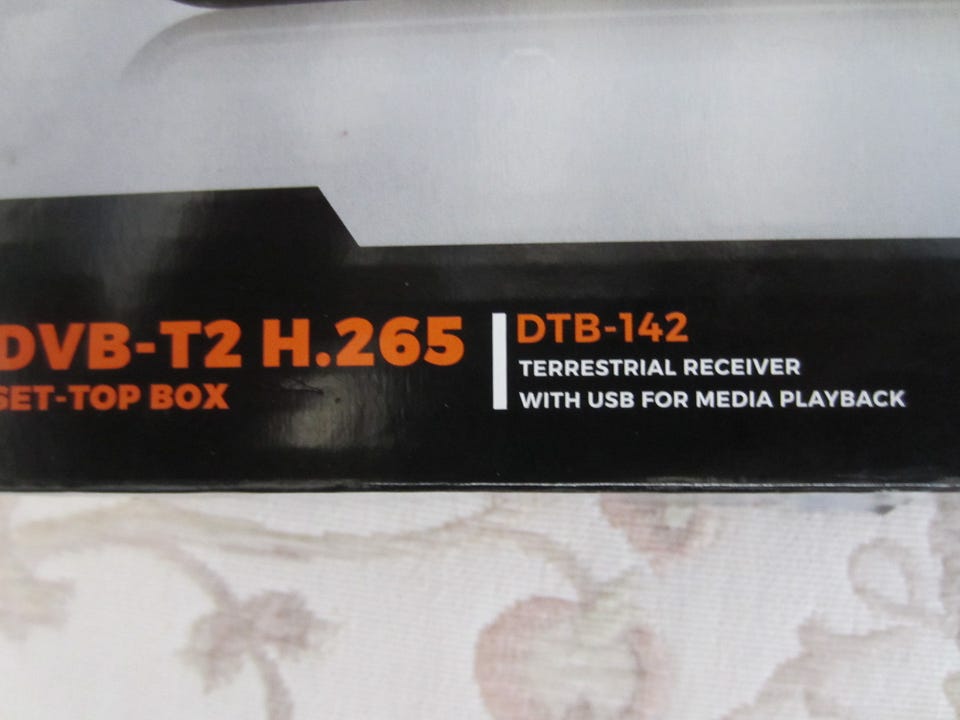 DVB-T2 H.265
SET-TOP BOX
DTB-142
TERRESTRIAL RECEIVER
WITH USB FOR MEDIA PLAYBACK